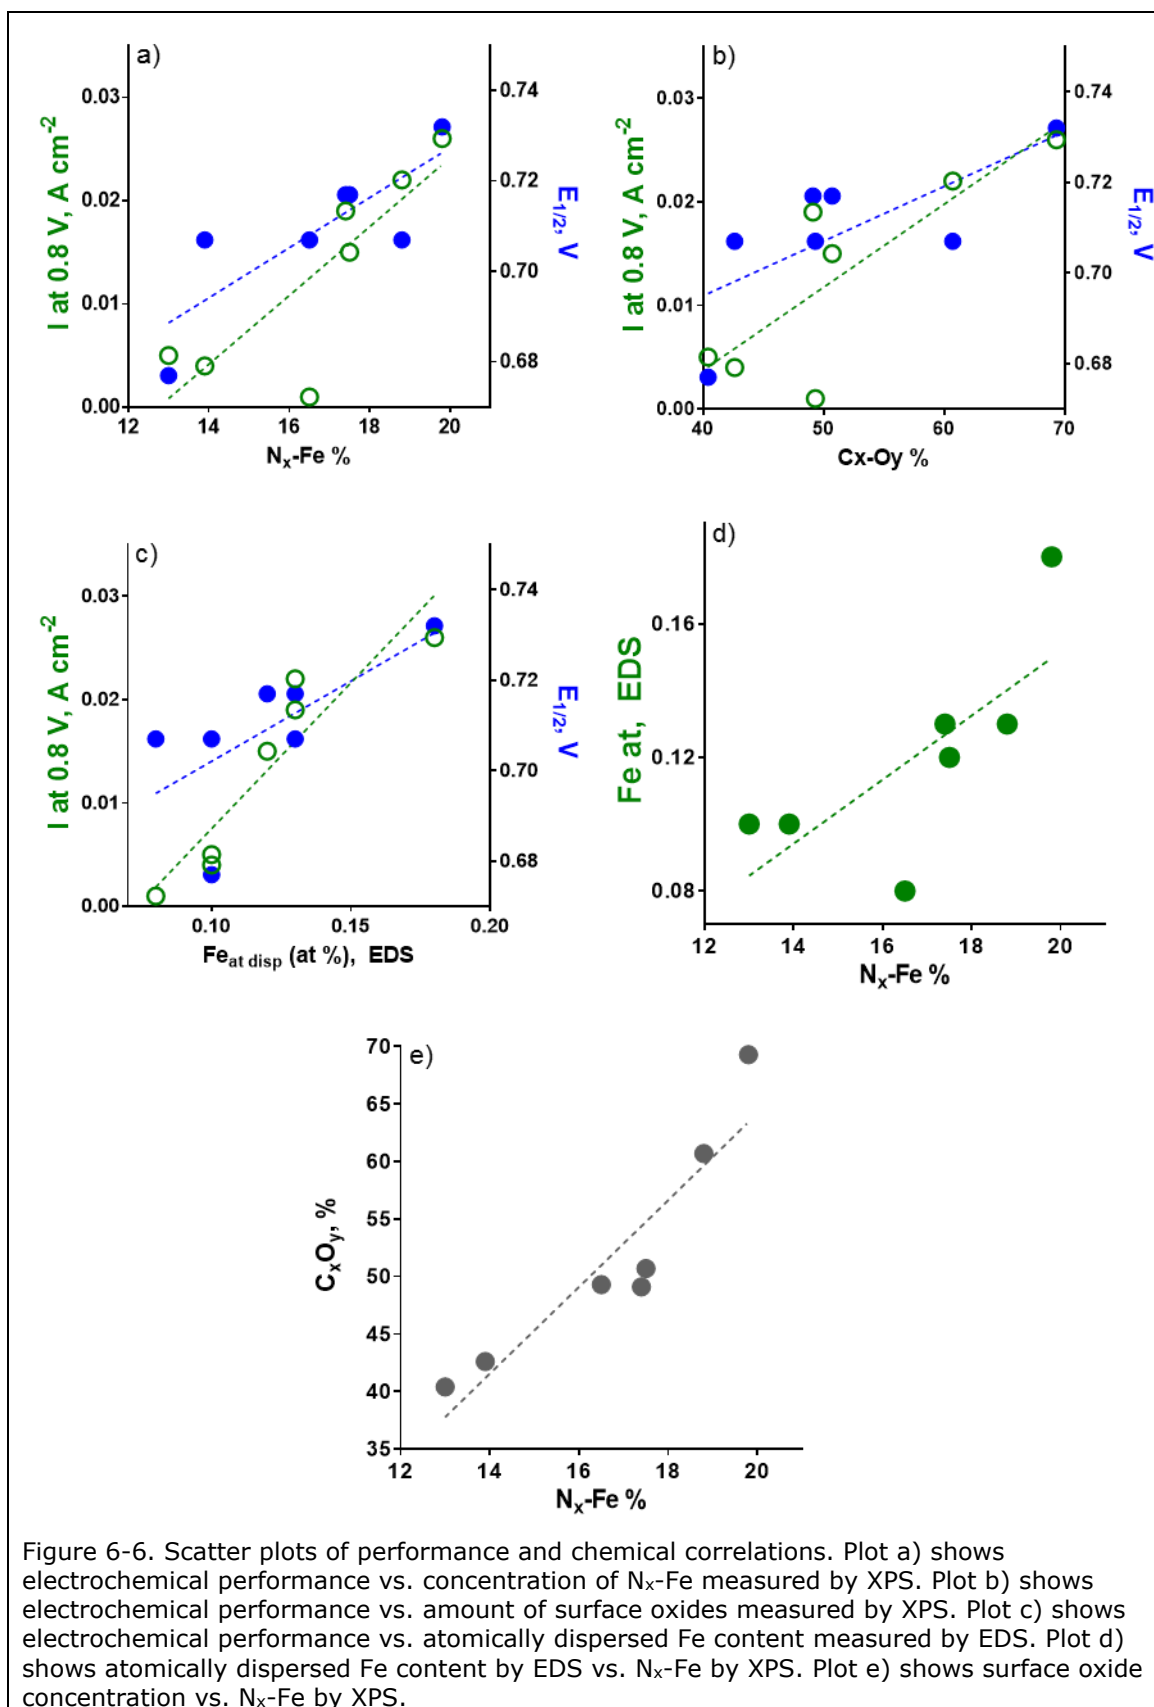 a)
0.03
0.02
0.01
0.00
I at 0.8 V, A cm⁻²
0.74
0.72
0.70
0.68
E₁/₂, V
12 14 16 18 20
Nₓ-Fe %
b)
0.03
0.02
0.01
0.00
I at 0.8 V, A cm⁻²
0.74
0.72
0.70
0.68
E₁/₂, V
40 50 60 70
Cx-Oy %
c)
0.03
0.02
0.01
0.00
I at 0.8 V, A cm⁻²
0.74
0.72
0.70
0.68
E₁/₂, V
0.10 0.15 0.20
Fe at disp (at %), EDS
d)
0.16
0.12
0.08
Fe at, EDS
12 14 16 18 20
Nₓ-Fe %
e)
70
65
60
55
50
45
40
35
CₓOᵧ, %
12 14 16 18 20
Nₓ-Fe %
Figure 6-6. Scatter plots of performance and chemical correlations. Plot a) shows
electrochemical performance vs. concentration of Nₓ-Fe measured by XPS. Plot b) shows
electrochemical performance vs. amount of surface oxides measured by XPS. Plot c) shows
electrochemical performance vs. atomically dispersed Fe content measured by EDS. Plot d)
shows atomically dispersed Fe content by EDS vs. Nₓ-Fe by XPS. Plot e) shows surface oxide
concentration vs. Nₓ-Fe by XPS.